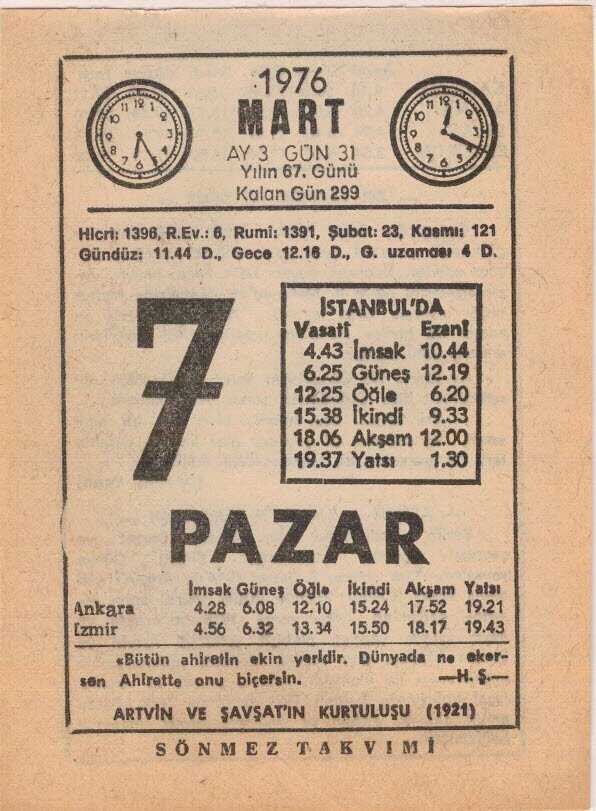 1976
MART
AY 3 GÜN 31
Yılın 67. Günü
Kalan Gün 299
Hicri: 1396, R.Ev.: 6, Rumi: 1391, Şubat: 23, Kasım: 121
Gündüz: 11.44 D., Gece 12.16 D., G. uzaması 4 D.
7
İSTANBUL'DA
Vasatî Ezanî
4.43 İmsak 10.44
6.25 Güneş 12.19
12.25 Öğle 6.20
15.38 İkindi 9.33
18.06 Akşam 12.00
19.37 Yatsı 1.30
PAZAR
İmsak Güneş Öğle İkindi Akşam Yatsı
Ankara 4.28 6.08 12.10 15.24 17.52 19.21
İzmir 4.56 6.32 13.34 15.50 18.17 19.43
«Bütün ahiretin ekin yeridir. Dünyada ne eker-
sen Ahirette onu biçersin. —H. Ş.—
ARTVİN VE ŞAVŞAT'IN KURTULUŞU (1921)
SÖNMEZ TAKVİMİ